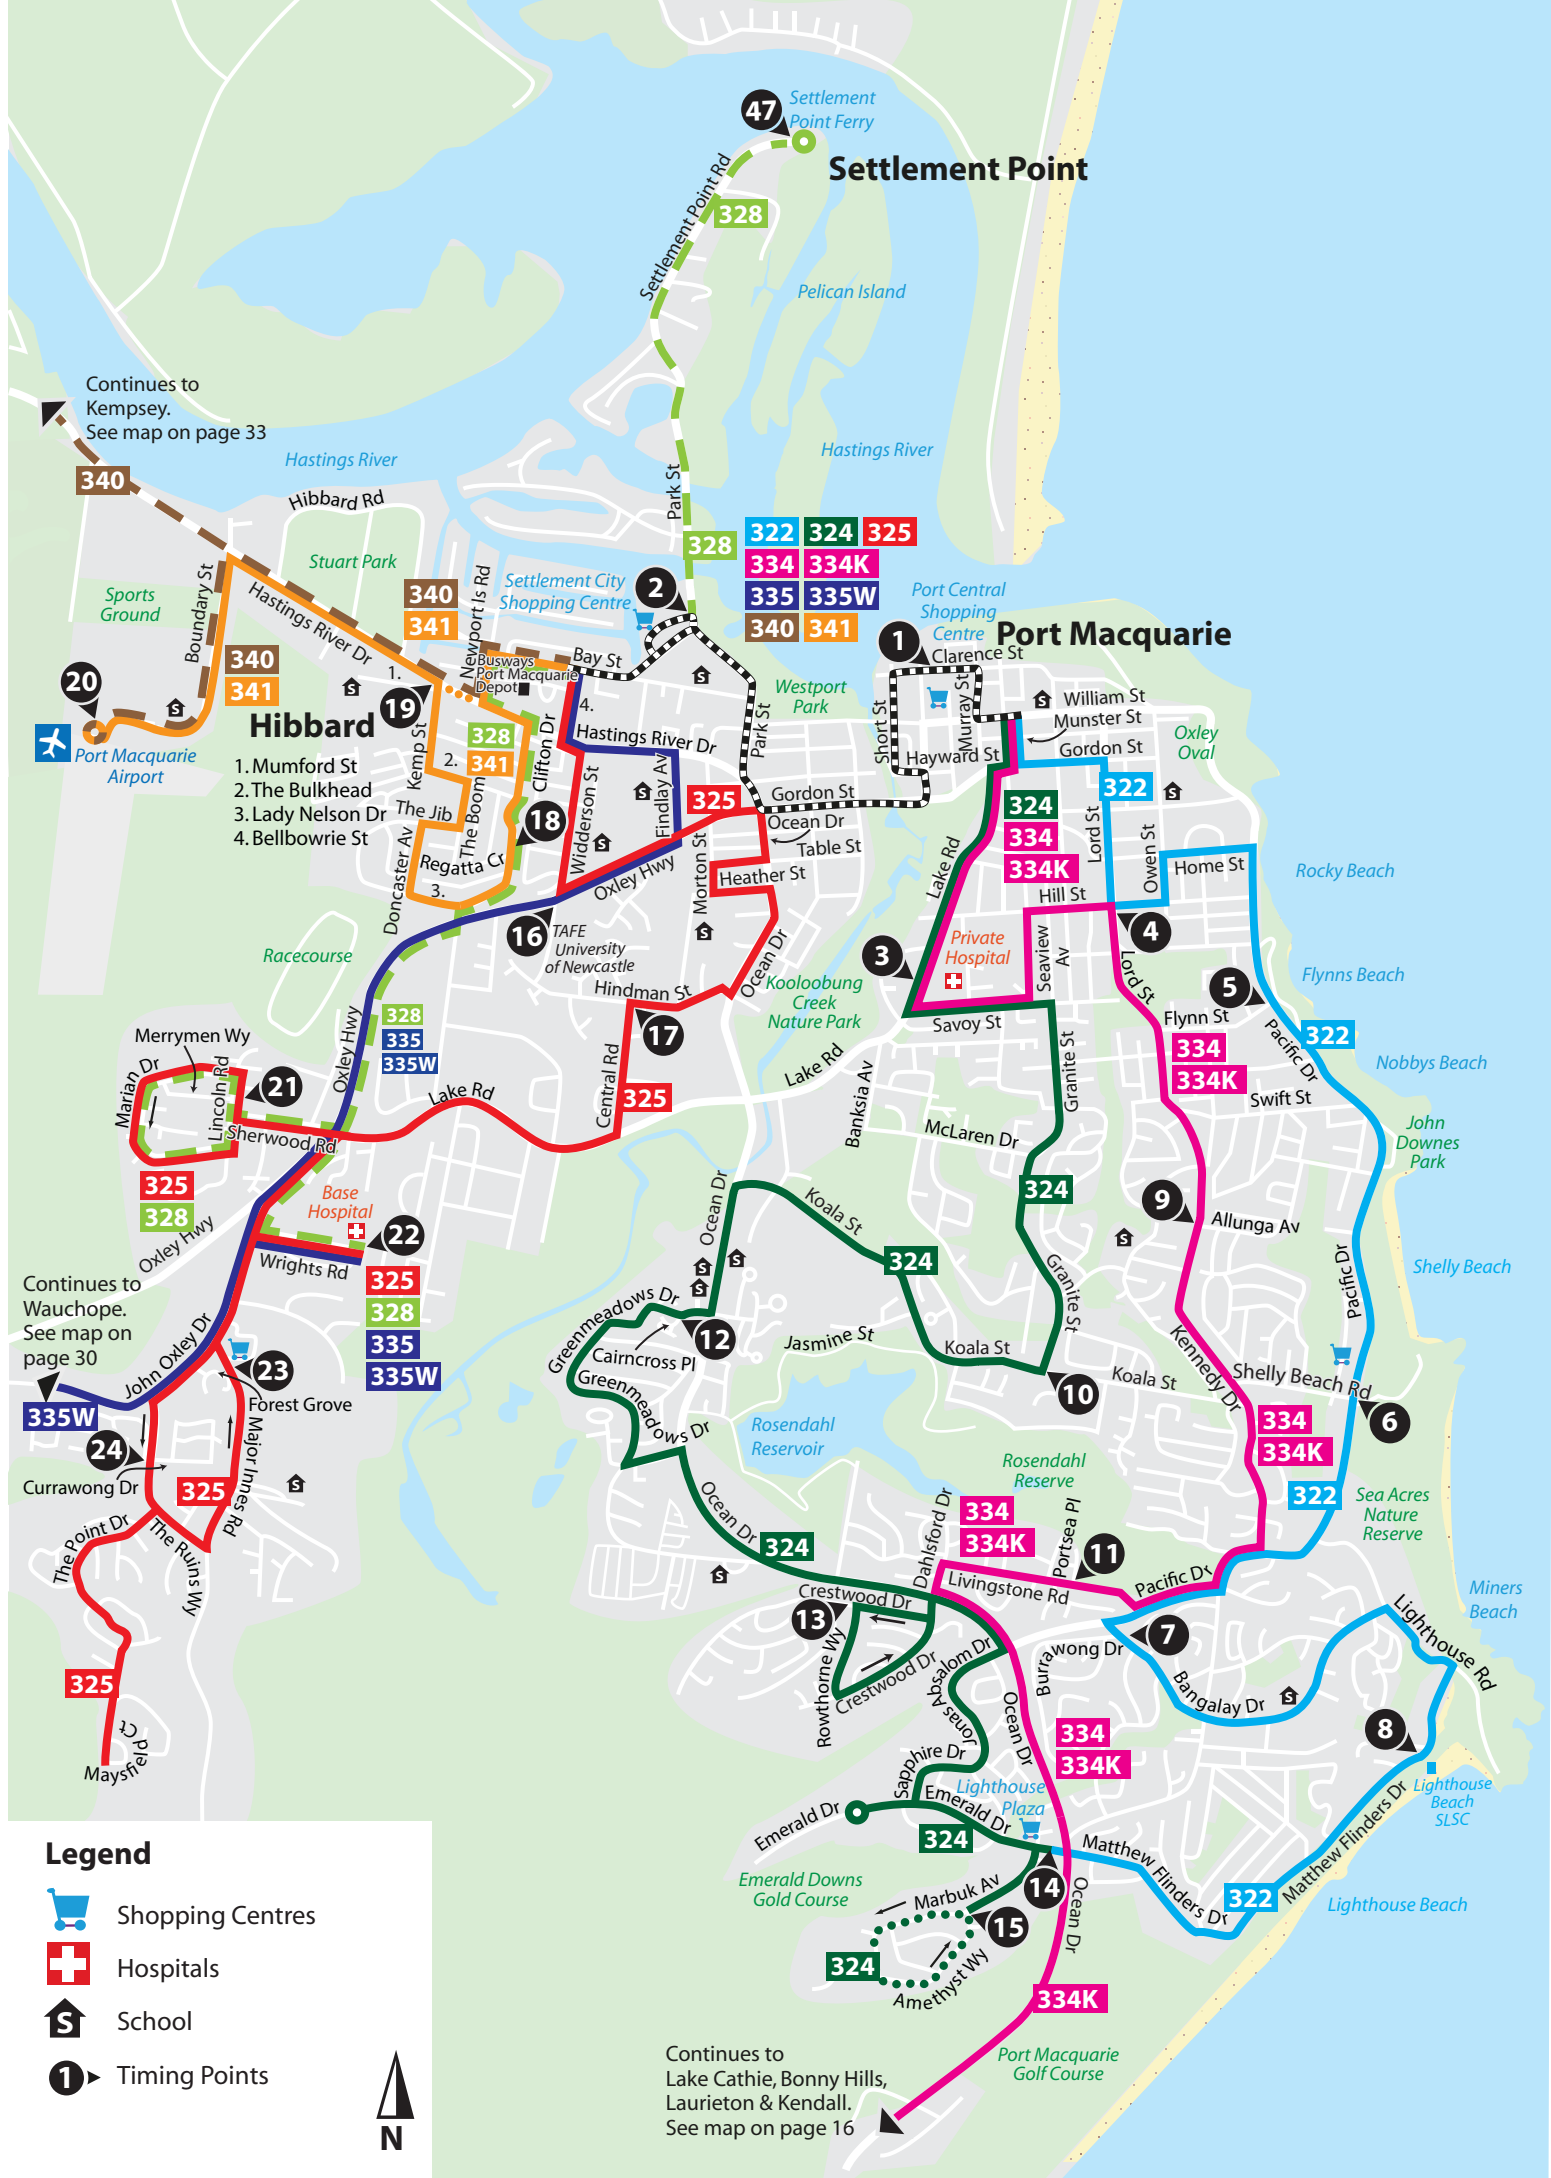 47
Settlement
Point Ferry
Settlement Point
Settlement Point Rd
328
Pelican Island
Continues to
Kempsey.
See map on page 33
340
Hastings River
Hastings River
Hibbard Rd
Park St
328
322 324 325
334 334K
335 335W
340 341
Stuart Park
Sports
Ground
Boundary St
Hastings River Dr
340
341
Newport Is Rd
Settlement City
Shopping Centre
2
Port Central
Shopping
Centre
1
Port Macquarie
Clarence St
Busways
Port Macquarie
Depot
Bay St
340
341
20
1.
19
Hibbard
Port Macquarie
Airport
1. Mumford St
2. The Bulkhead
3. Lady Nelson Dr
4. Bellbowrie St
Kemp St
328
341
2.
Clifton Dr
4.
Hastings River Dr
Park St
Westport
Park
Short St
Murray St
William St
Munster St
Gordon St
Oxley
Oval
Hayward St
The Jib
The Boom
18
Widderson St
Findlay Av
325
Gordon St
Ocean Dr
Table St
324
334
334K
322
Lord St
Owen St
Home St
Rocky Beach
Doncaster Av
Regatta Cr
3.
Oxley Hwy
Morton St
Heather St
Lake Rd
Hill St
16
TAFE
University
of Newcastle
Racecourse
Ocean Dr
3
Private
Hospital
Seaview
Av
4
Lord St
Flynns Beach
5
Hindman St
Kooloobung
Creek
Nature Park
Savoy St
Flynn St
Pacific Dr
322
334
334K
Nobbys Beach
Swift St
328
335
335W
Oxley Hwy
17
Merrymen Wy
Marian Dr
Lincoln Rd
21
Lake Rd
Central Rd
325
Lake Rd
Banksia Av
Granite St
McLaren Dr
John
Downes
Park
Sherwood Rd
325
328
Base
Hospital
22
Oxley Hwy
Wrights Rd
Ocean Dr
Koala St
324
9
Allunga Av
Pacific Dr
Shelly Beach
324
Granite St
Continues to
Wauchope.
See map on
page 30
325
328
335
335W
John Oxley Dr
23
Forest Grove
335W
Greenmeadows Dr
12
Cairncross Pl
Jasmine St
Koala St
Kennedy Dr
Shelly Beach Rd
Greenmeadows Dr
10
Koala St
6
24
Currawong Dr
325
Major Innes Rd
Rosendahl
Reservoir
334
334K
Rosendahl
Reserve
322
Sea Acres
Nature
Reserve
The Point Dr
The Ruins Wy
Ocean Dr
324
Dahlsford Dr
334
334K
Portsea Pl
11
Livingstone Rd
Pacific Dr
Miners
Beach
Crestwood Dr
13
Rowthorne Wy
Crestwood Dr
Jonas Absalom Dr
Burrawong Dr
7
Lighthouse Rd
Bangalay Dr
8
325
Maysfield Ct
Ocean Dr
334
334K
Sapphire Dr
Lighthouse
Plaza
Emerald Dr
Emerald Dr
324
Lighthouse
Beach
SLSC
Matthew Flinders Dr
Matthew Flinders Dr
322
Lighthouse Beach
Emerald Downs
Gold Course
14
Marbuk Av
15
Ocean Dr
324
Amethyst Wy
334K
Legend
Shopping Centres
Hospitals
S School
1 Timing Points
N
Continues to
Lake Cathie, Bonny Hills,
Laurieton & Kendall.
See map on page 16
Port Macquarie
Golf Course